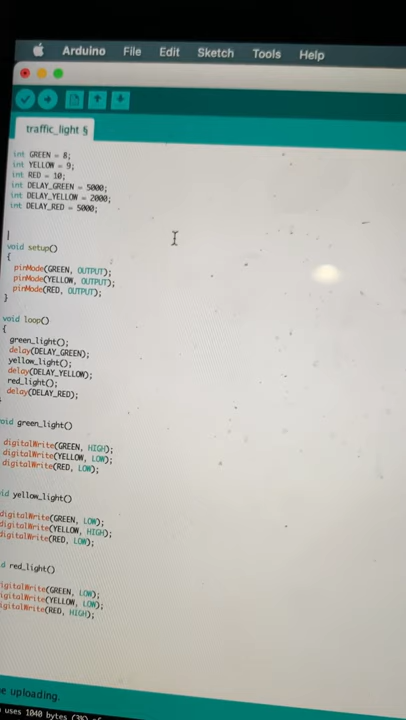 Arduino File Edit Sketch Tools Help
traffic_light §
int GREEN = 8;
int YELLOW = 9;
int RED = 10;
int DELAY_GREEN = 5000;
int DELAY_YELLOW = 2000;
int DELAY_RED = 5000;
void setup()
{
pinMode(GREEN, OUTPUT);
pinMode(YELLOW, OUTPUT);
pinMode(RED, OUTPUT);
}
void loop()
{
green_light();
delay(DELAY_GREEN);
yellow_light();
delay(DELAY_YELLOW);
red_light();
delay(DELAY_RED);
oid green_light()
digitalWrite(GREEN, HIGH);
digitalWrite(YELLOW, LOW);
digitalWrite(RED, LOW);
id yellow_light()
digitalWrite(GREEN, LOW);
digitalWrite(YELLOW, HIGH);
digitalWrite(RED, LOW);
d red_light()
igitalWrite(GREEN, LOW);
igitalWrite(YELLOW, LOW);
igitalWrite(RED, HIGH);
e uploading.
uses 1040 bytes (3%) of